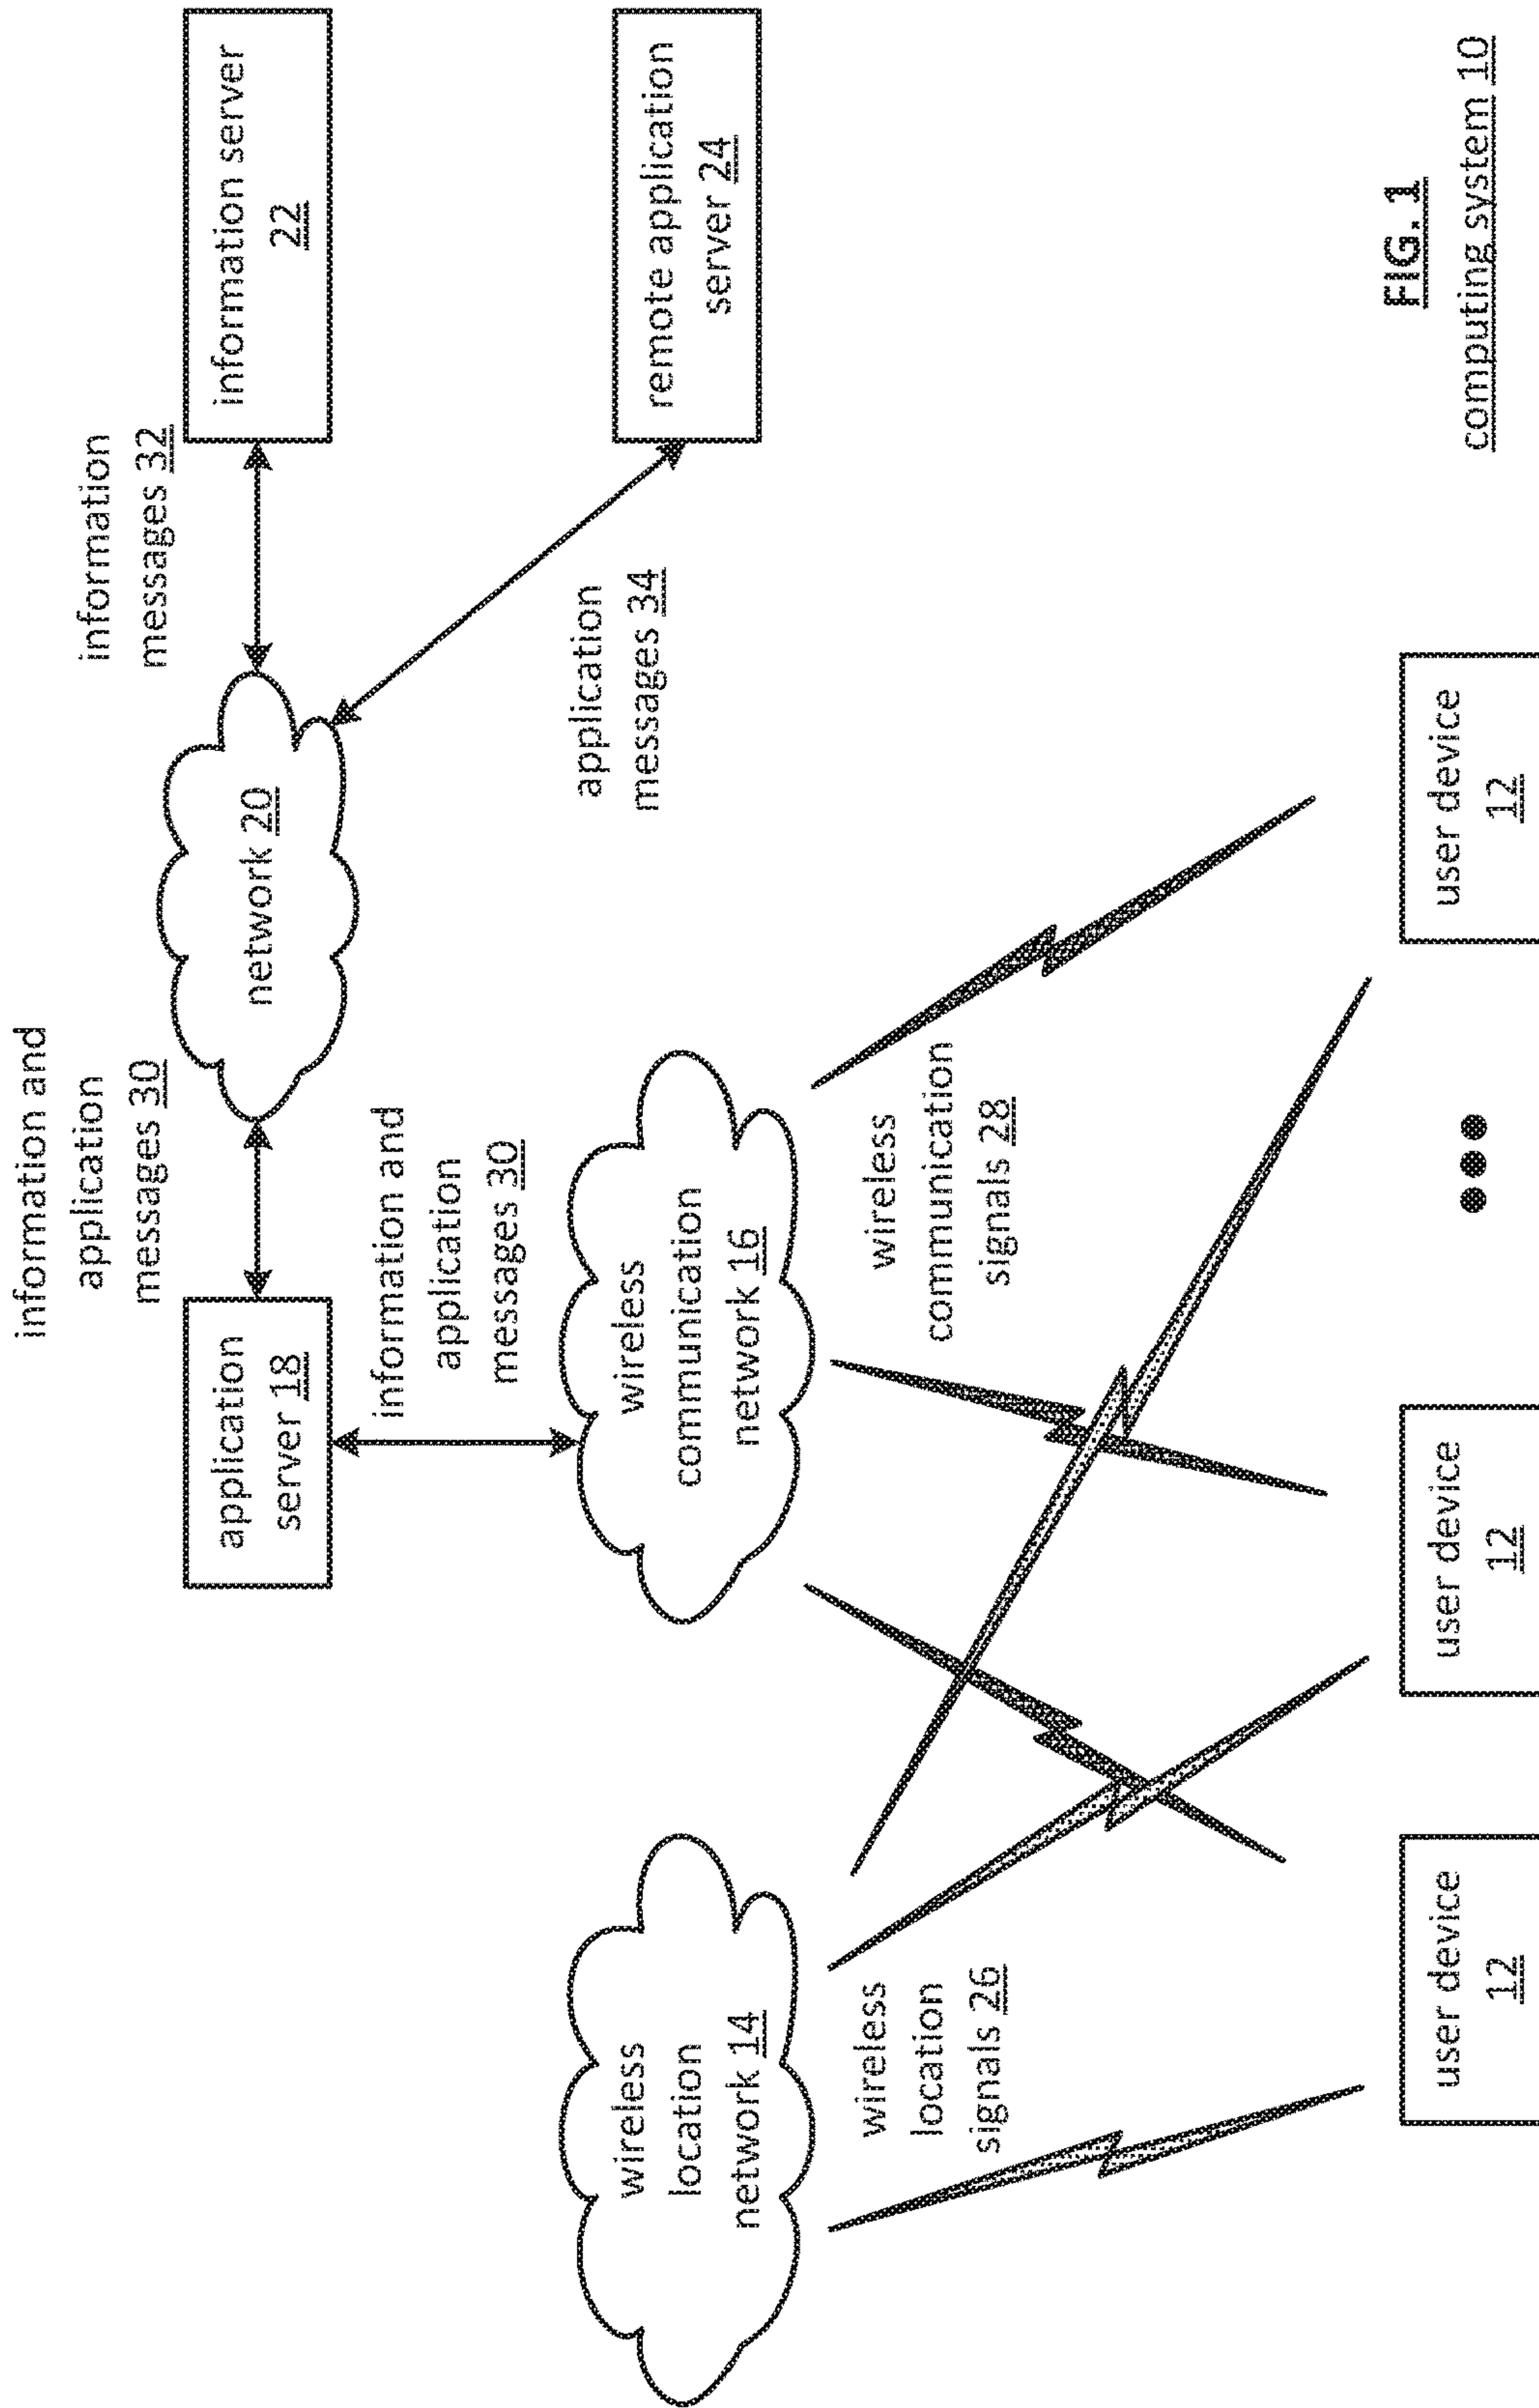 information and
application
messages 30
information
messages 32
application
server 18
network 20
information server
22
information and
application
messages 30
application
messages 34
remote application
server 24
wireless
location
network 14
wireless
communication
network 16
wireless
location
signals 26
wireless
communication
signals 28
user device
12
user device
12
user device
12
FIG. 1
computing system 10